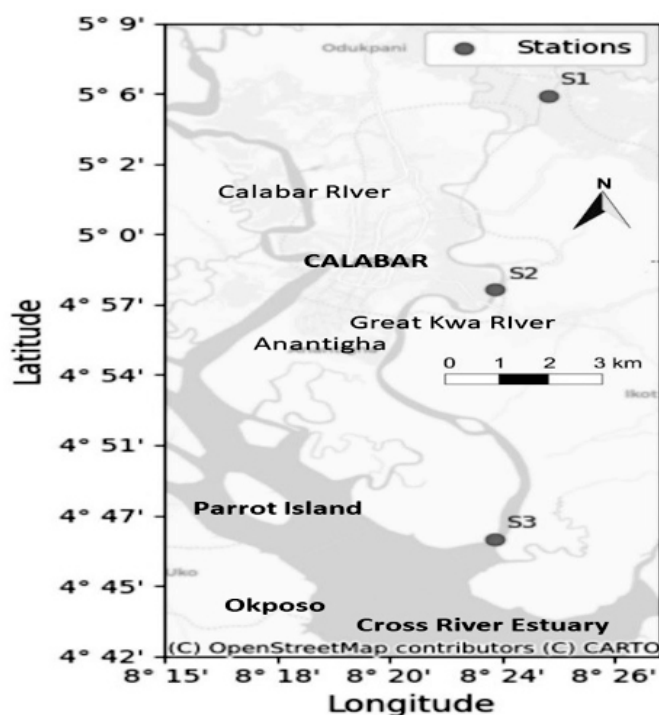 5° 9'
Odukpani
Stations
5° 6'
S1
5° 2'
Calabar RIver
N
5° 0'
CALABAR
S2
4° 57'
Great Kwa RIver
Anantigha
Latitude
4° 54'
0 1 2 3 km
Ikot
4° 51'
4° 47'
Parrot Island
S3
4° 45'
Uko
Okposo
Cross River Estuary
4° 42'
(C) OpenStreetMap contributors (C) CARTO
8° 15' 8° 18' 8° 20' 8° 24' 8° 26'
Longitude